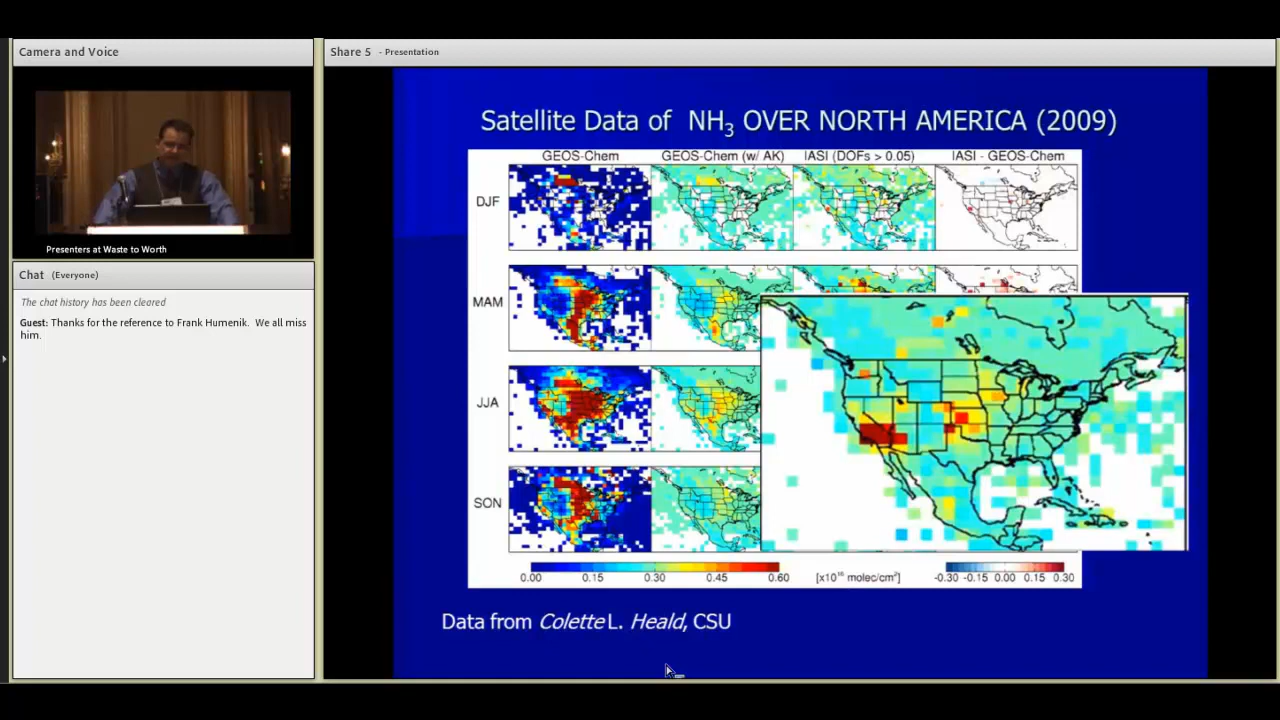 Camera and Voice
Presenters at Waste to Worth
Chat (Everyone)
The chat history has been cleared
Guest: Thanks for the reference to Frank Humenik. We all miss
him.
Share 5 - Presentation
Satellite Data of NH₃ OVER NORTH AMERICA (2009)
GEOS-Chem GEOS-Chem (w/ AK) IASI (DOFs > 0.05) IASI - GEOS-Chem
DJF
MAM
JJA
SON
0.00 0.15 0.30 0.45 0.60 [x10¹⁶ molec/cm²] -0.30 -0.15 0.00 0.15 0.30
Data from Colette L. Heald, CSU